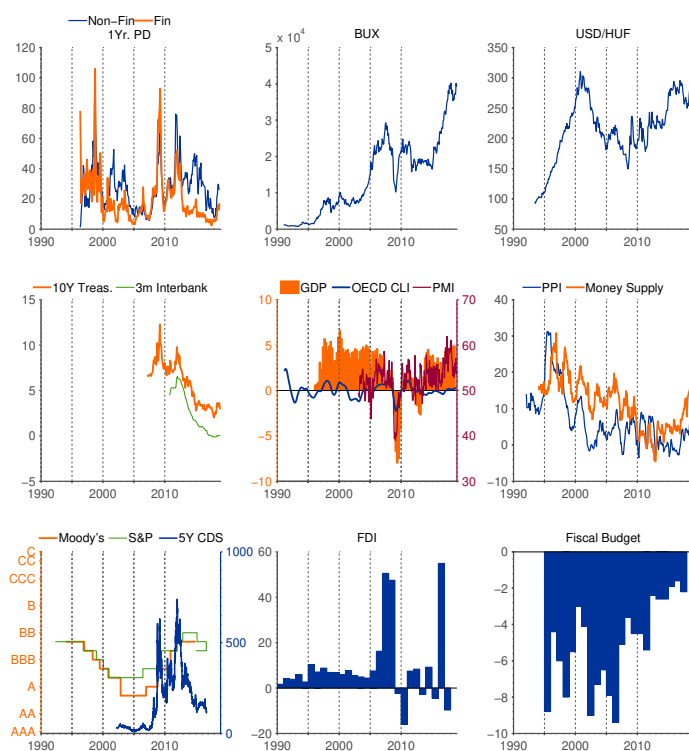 Non-Fin Fin
1Yr. PD
120
100
80
60
40
20
0
1990 2000 2010
BUX
x 10^4
5
4
3
2
1
0
1990 2000 2010
USD/HUF
350
300
250
200
150
100
50
1990 2000 2010
10Y Treas. 3m Interbank
15
10
5
0
−5
1990 2000 2010
GDP OECD CLI PMI
10 70
5 60
0 50
−5 40
−10 30
1990 2000 2010
PPI Money Supply
40
30
20
10
0
−10
1990 2000 2010
Moody's S&P 5Y CDS
C 1000
CC
CCC
B
BB 500
BBB
A
AA
AAA 0
1990 2000 2010
FDI
60
40
20
0
−20
1990 2000 2010
Fiscal Budget
0
−2
−4
−6
−8
−10
1990 2000 2010